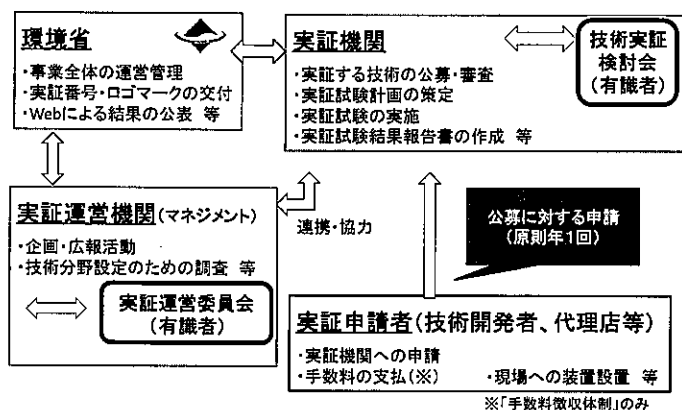 環境省
・事業全体の運営管理
・実証番号・ロゴマークの交付
・Webによる結果の公表 等
実証機関
・実証する技術の公募・審査
・実証試験計画の策定
・実証試験の実施
・実証試験結果報告書の作成 等
技術実証
検討会
(有識者)
実証運営機関(マネジメント)
・企画・広報活動
・技術分野設定のための調査 等
実証運営委員会
(有識者)
連携・協力
公募に対する申請
(原則年1回)
実証申請者(技術開発者、代理店等)
・実証機関への申請
・手数料の支払(※) ・現場への装置設置 等
※「手数料徴収体制」のみ